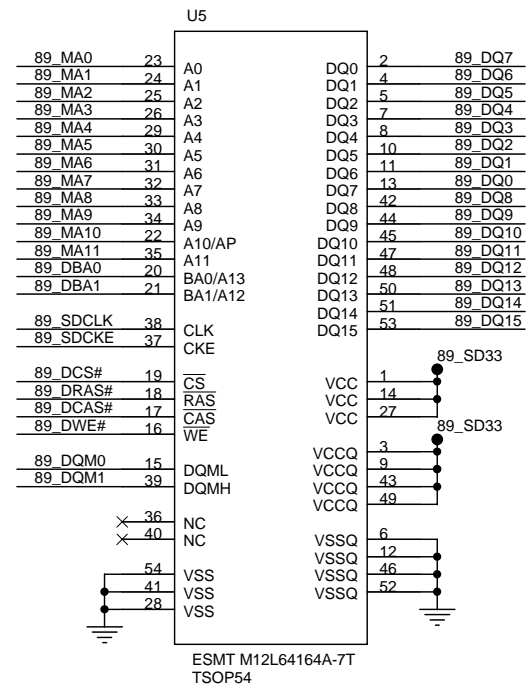 U5
89_MA0 23 A0 DQ0 2 89_DQ7
89_MA1 24 A1 DQ1 4 89_DQ6
89_MA2 25 A2 DQ2 5 89_DQ5
89_MA3 26 A3 DQ3 7 89_DQ4
89_MA4 29 A4 DQ4 8 89_DQ3
89_MA5 30 A5 DQ5 10 89_DQ2
89_MA6 31 A6 DQ6 11 89_DQ1
89_MA7 32 A7 DQ7 13 89_DQ0
89_MA8 33 A8 DQ8 42 89_DQ8
89_MA9 34 A9 DQ9 44 89_DQ9
89_MA10 22 A10/AP DQ10 45 89_DQ10
89_MA11 35 A11 DQ11 47 89_DQ11
89_DBA0 20 BA0/A13 DQ12 48 89_DQ12
89_DBA1 21 BA1/A12 DQ13 50 89_DQ13
DQ14 51 89_DQ14
89_SDCLK 38 CLK DQ15 53 89_DQ15
89_SDCKE 37 CKE
89_SD33
89_DCS# 19 CS VCC 1
89_DRAS# 18 RAS VCC 14
89_DCAS# 17 CAS VCC 27
89_DWE# 16 WE 89_SD33
VCCQ 3
89_DQM0 15 DQML VCCQ 9
89_DQM1 39 DQMH VCCQ 43
VCCQ 49
36 NC
40 NC VSSQ 6
VSSQ 12
54 VSS VSSQ 46
41 VSS VSSQ 52
28 VSS
ESMT M12L64164A-7T
TSOP54